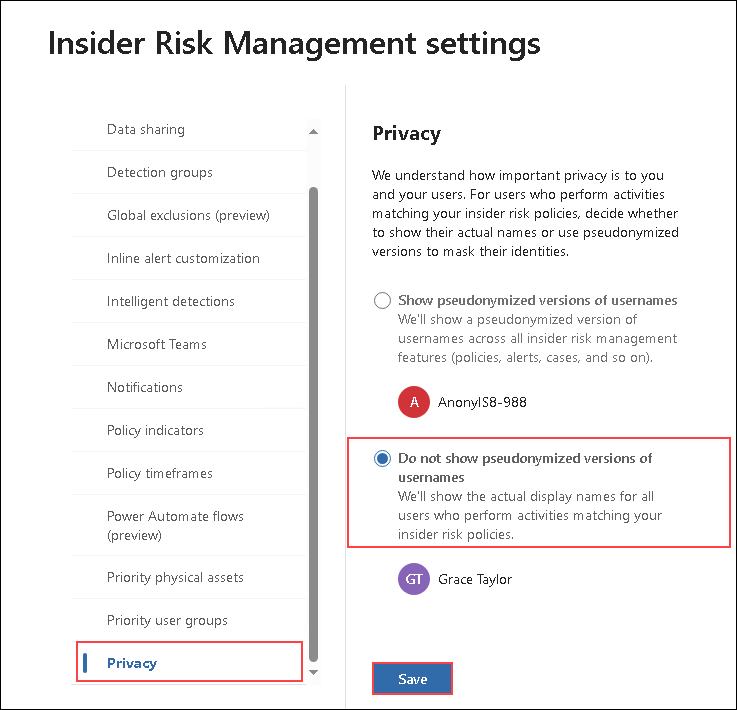 Insider Risk Management settings
Data sharing
Detection groups
Global exclusions (preview)
Inline alert customization
Intelligent detections
Microsoft Teams
Notifications
Policy indicators
Policy timeframes
Power Automate flows
(preview)
Priority physical assets
Priority user groups
Privacy
Privacy
We understand how important privacy is to you
and your users. For users who perform activities
matching your insider risk policies, decide whether
to show their actual names or use pseudonymized
versions to mask their identities.
Show pseudonymized versions of usernames
We'll show a pseudonymized version of
usernames across all insider risk management
features (policies, alerts, cases, and so on).
A AnonyIS8-988
Do not show pseudonymized versions of
usernames
We'll show the actual display names for all
users who perform activities matching your
insider risk policies.
GT Grace Taylor
Save